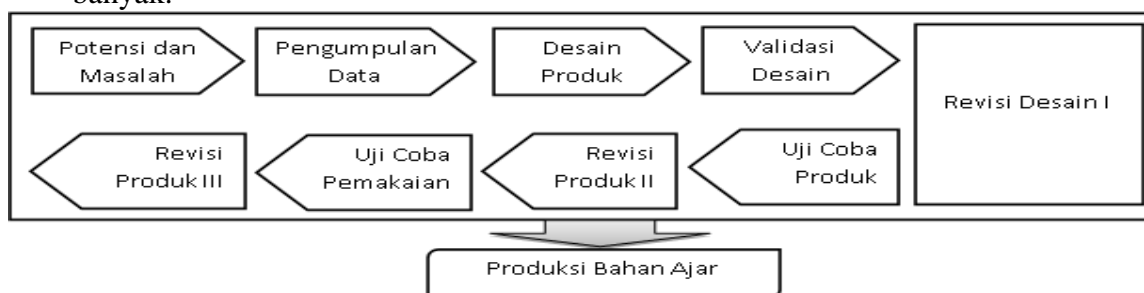 banyak.
Potensi dan
Masalah
Pengumpulan
Data
Desain
Produk
Validasi
Desain
Revisi Desain I
Uji Coba
Produk
Revisi
Produk II
Uji Coba
Pemakaian
Revisi
Produk III
Produksi Bahan Ajar